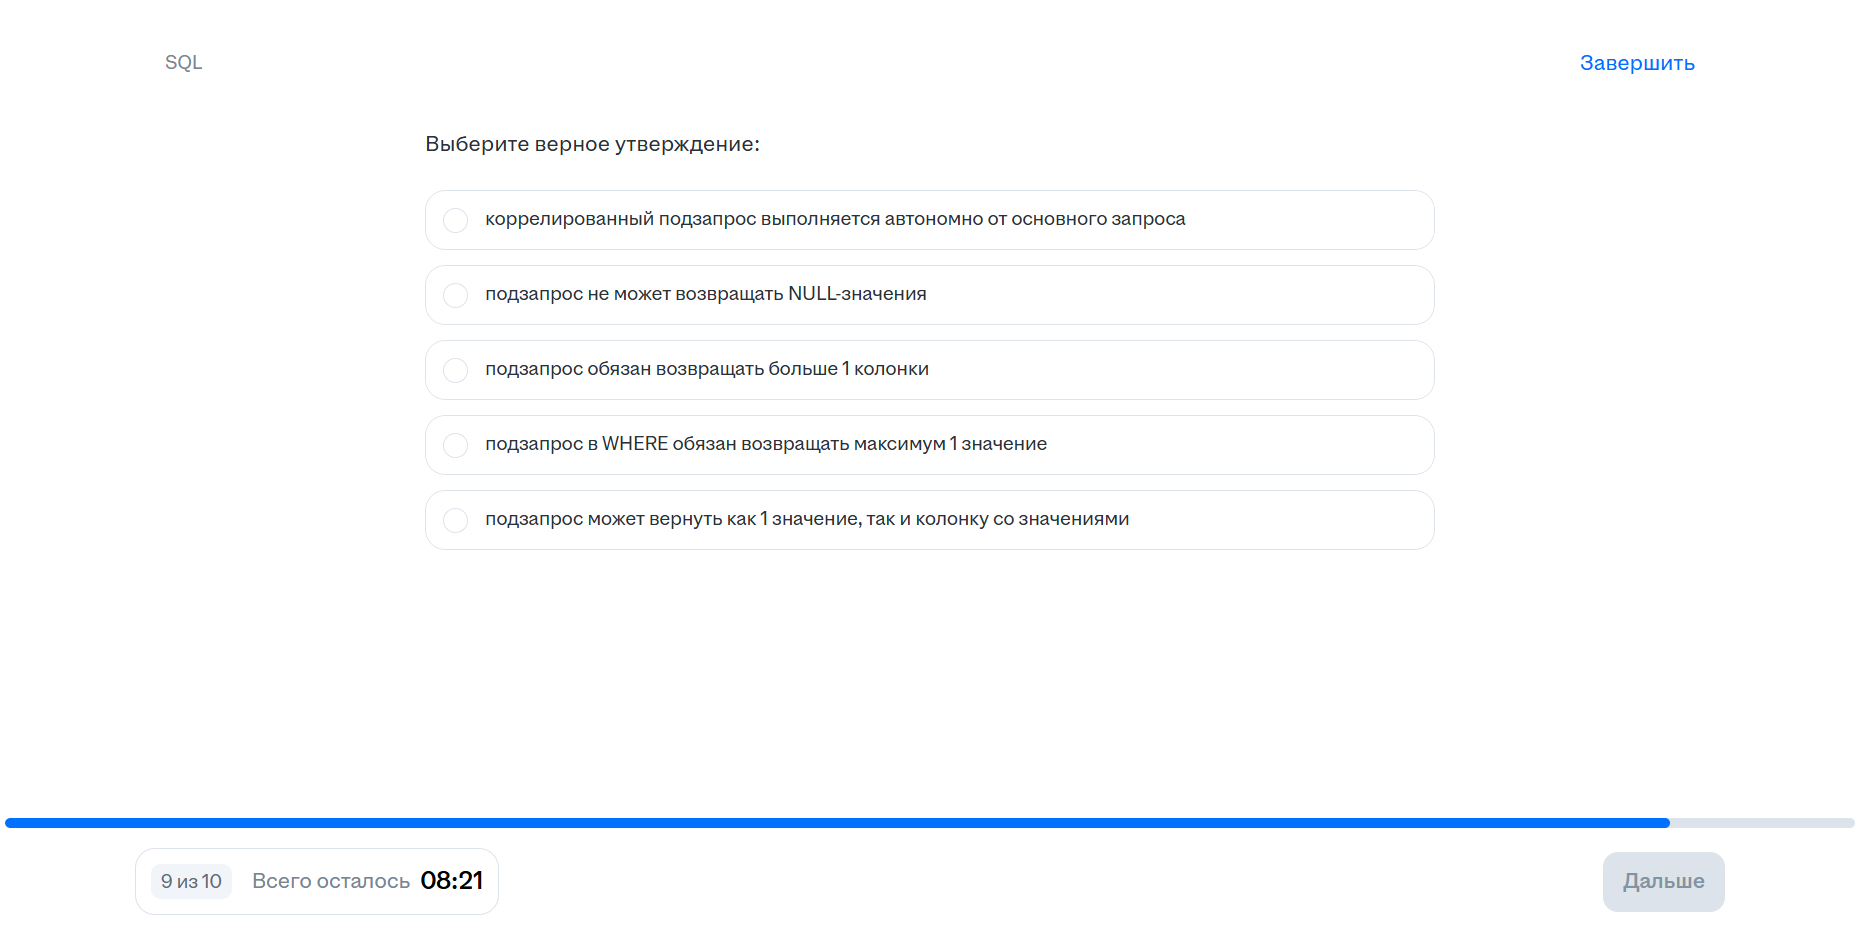 SQL
Завершить
Выберите верное утверждение:
коррелированный подзапрос выполняется автономно от основного запроса
подзапрос не может возвращать NULL-значения
подзапрос обязан возвращать больше 1 колонки
подзапрос в WHERE обязан возвращать максимум 1 значение
подзапрос может вернуть как 1 значение, так и колонку со значениями
9 из 10 Всего осталось 08:21
Дальше